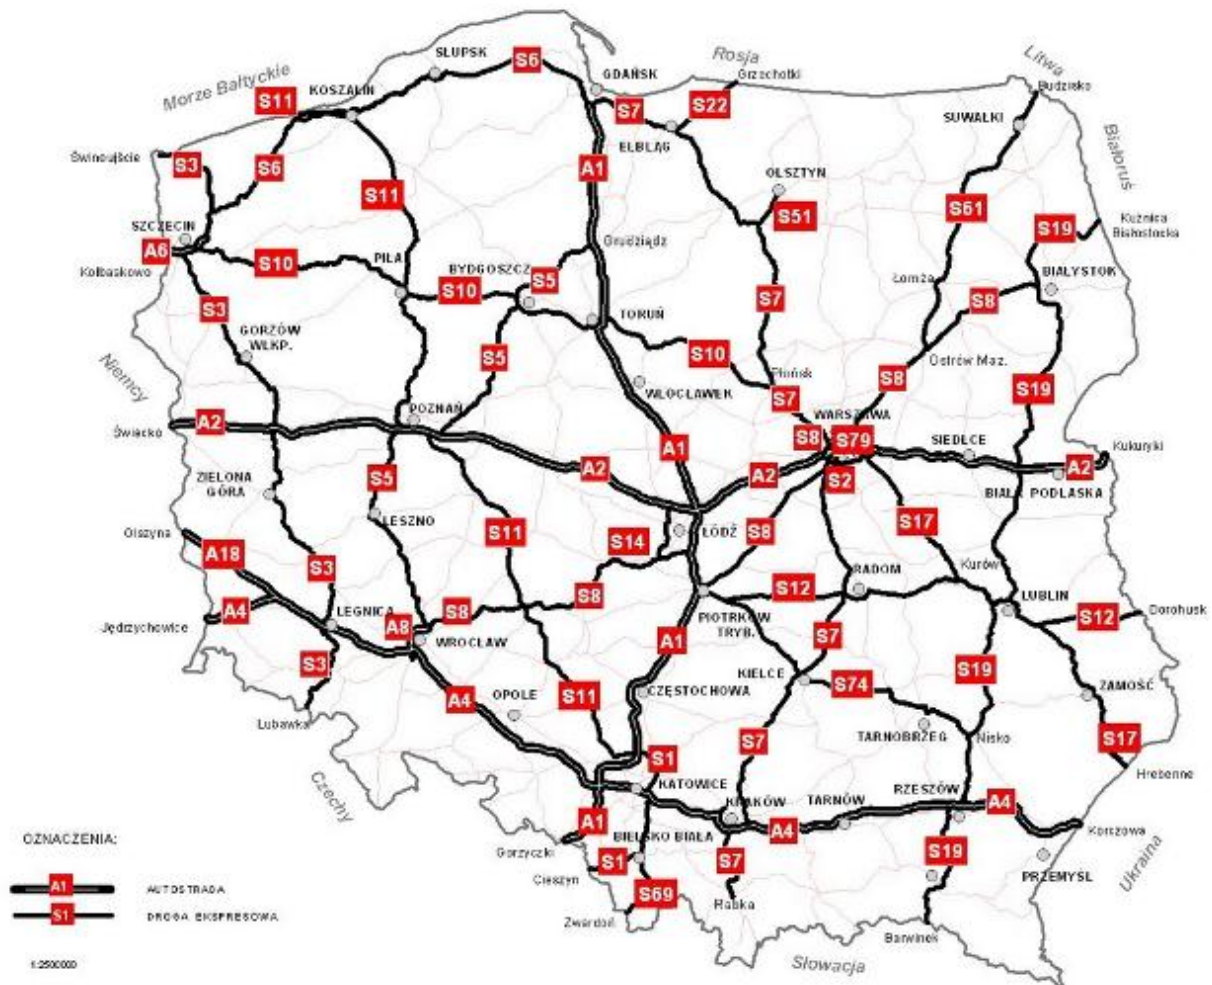 Rosja
Litwa
SŁUPSK
S6
Morze Bałtyckie
GDAŃSK
Grzechotki
Budzisko
S11
KOSZALIN
S7
S22
SUWAŁKI
Białoruś
ELBLĄG
Świnoujście
S3
S6
A1
OLSZTYN
S11
S51
S61
Kuźnica
Białostocka
S19
SZCZECIN
A6
Kołbaskowo
S10
PIŁA
BYDGOSZCZ
Grudziądz
S5
S10
Łomża
BIAŁYSTOK
S8
S7
S3
GORZÓW
WLKP.
TORUŃ
S5
S10
Ostrów Maz.
Niemcy
Płońsk
S8
WŁOCŁAWEK
S7
S19
POZNAŃ
WARSZAWA
Świecko
A2
S8
S79
SIEDLCE
Kukuryki
A1
A2
A2
S2
A2
BIAŁA PODLASKA
ZIELONA
GÓRA
S5
LESZNO
S11
S14
ŁÓDŹ
S8
S17
Olszyna
A18
S3
S8
S12
RADOM
Kurów
LUBLIN
S12
Dorohusk
A4
Jędrzychowice
LEGNICA
A8
S8
WROCŁAW
PIOTRKÓW
TRYB.
A1
S7
S3
KIELCE
S74
S19
ZAMOŚĆ
Lubawka
A4
OPOLE
S11
CZĘSTOCHOWA
TARNOBRZEG
Nisko
S17
Hrebenne
S7
S1
Czechy
KATOWICE
KRAKÓW
TARNÓW
RZESZÓW
A4
Korczowa
A1
A4
Gorzyczki
BIELSKO BIAŁA
S1
S7
S19
PRZEMYŚL
Ukraina
Cieszyn
S69
Rabka
Zwardoń
Barwinek
Słowacja
OZNACZENIA:
A1 AUTOSTRADA
S1 DROGA EKSPRESOWA
1:2500000